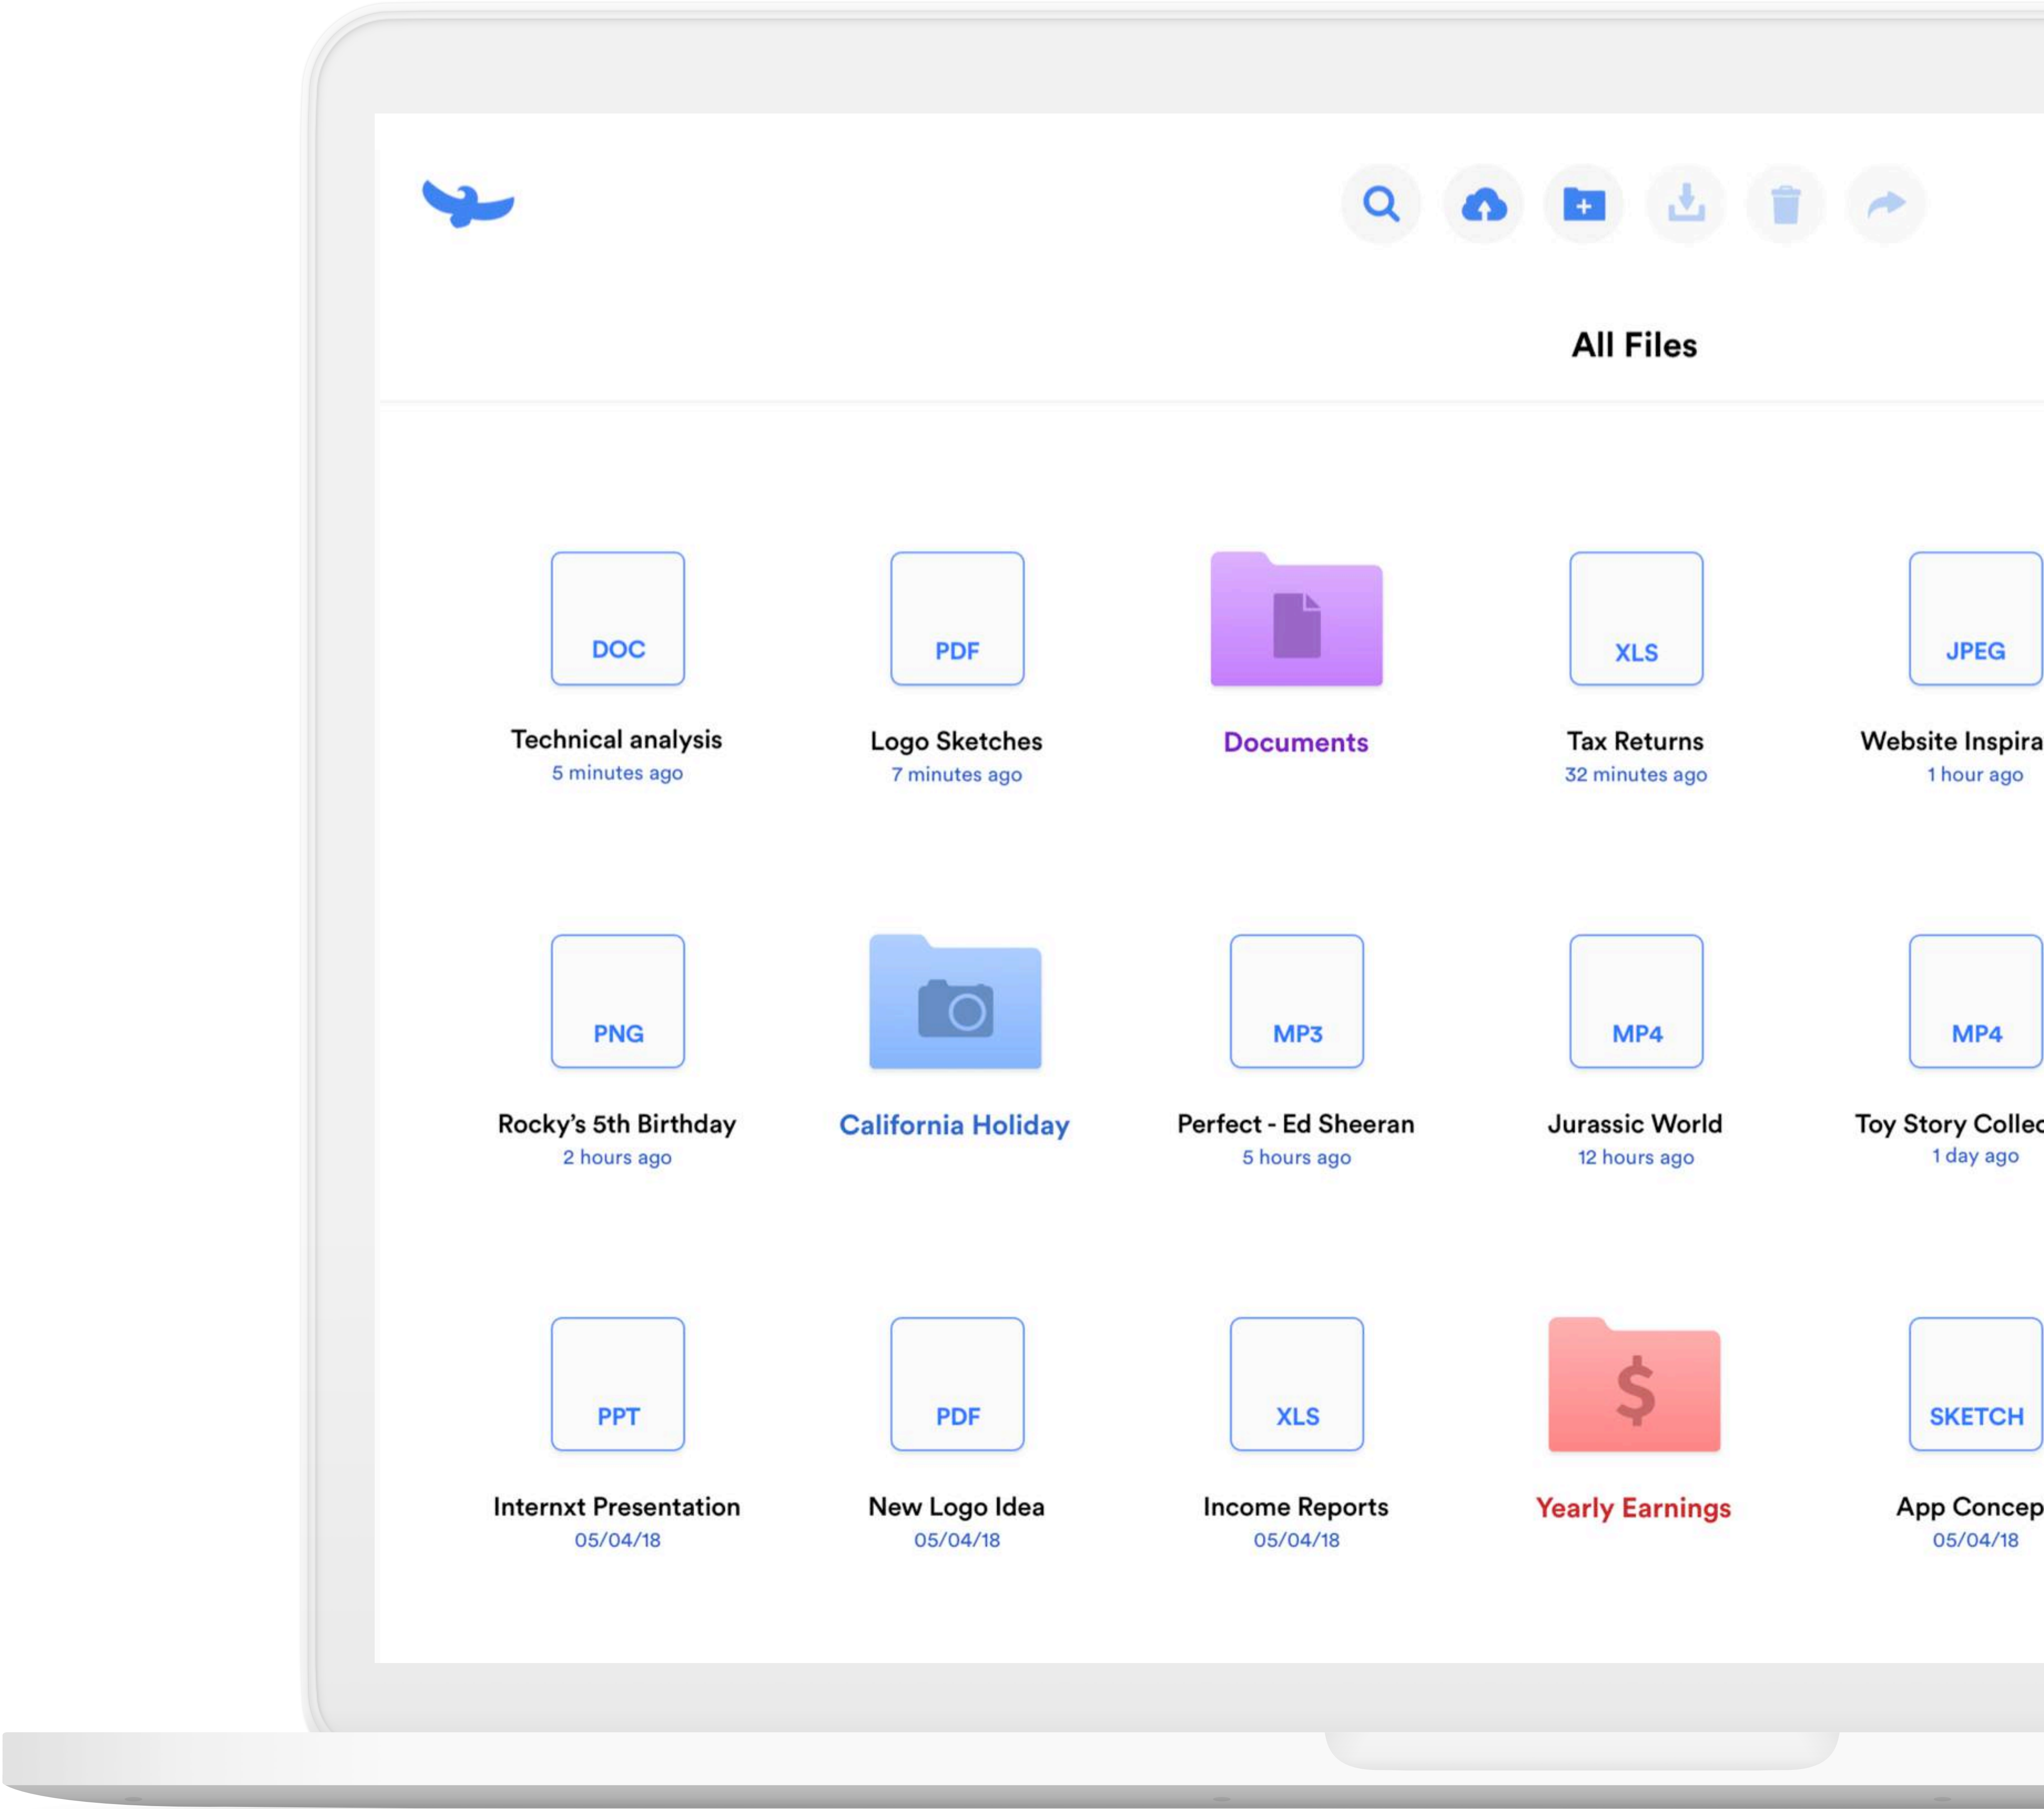 All Files
DOC
Technical analysis
5 minutes ago
PDF
Logo Sketches
7 minutes ago
Documents
XLS
Tax Returns
32 minutes ago
JPEG
Website Inspira
1 hour ago
PNG
Rocky's 5th Birthday
2 hours ago
California Holiday
MP3
Perfect - Ed Sheeran
5 hours ago
MP4
Jurassic World
12 hours ago
MP4
Toy Story Collec
1 day ago
PPT
Internxt Presentation
05/04/18
PDF
New Logo Idea
05/04/18
XLS
Income Reports
05/04/18
$
Yearly Earnings
SKETCH
App Concep
05/04/18